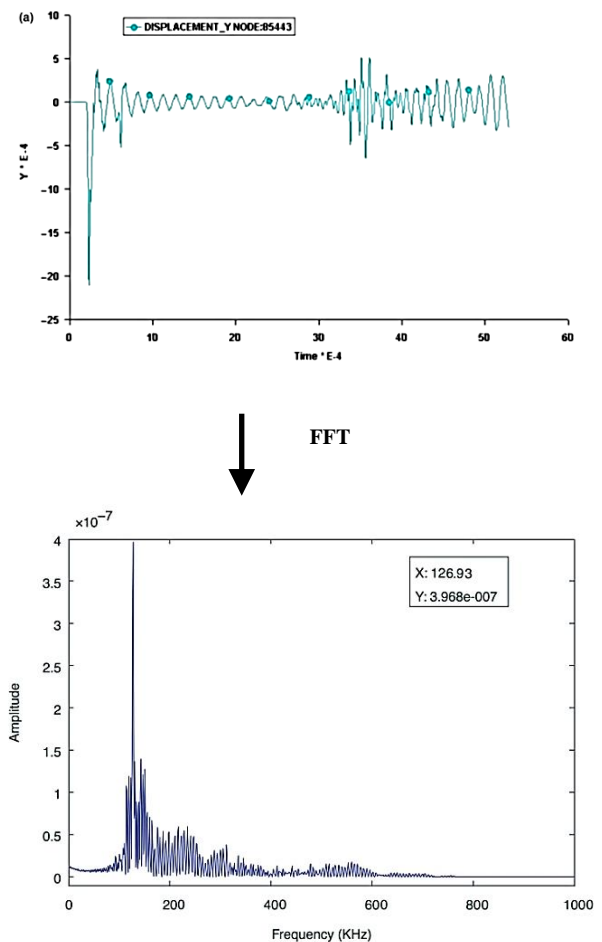 (a)
DISPLACEMENT_Y NODE:85443
10
5
0
−5
−10
−15
−20
−25
Y * E-4
0 10 20 30 40 50 60
Time * E-4
FFT
×10−7
4
3.5
3
2.5
2
1.5
1
0.5
0
X: 126.93
Y: 3.968e-007
Amplitude
0 200 400 600 800 1000
Frequency (KHz)